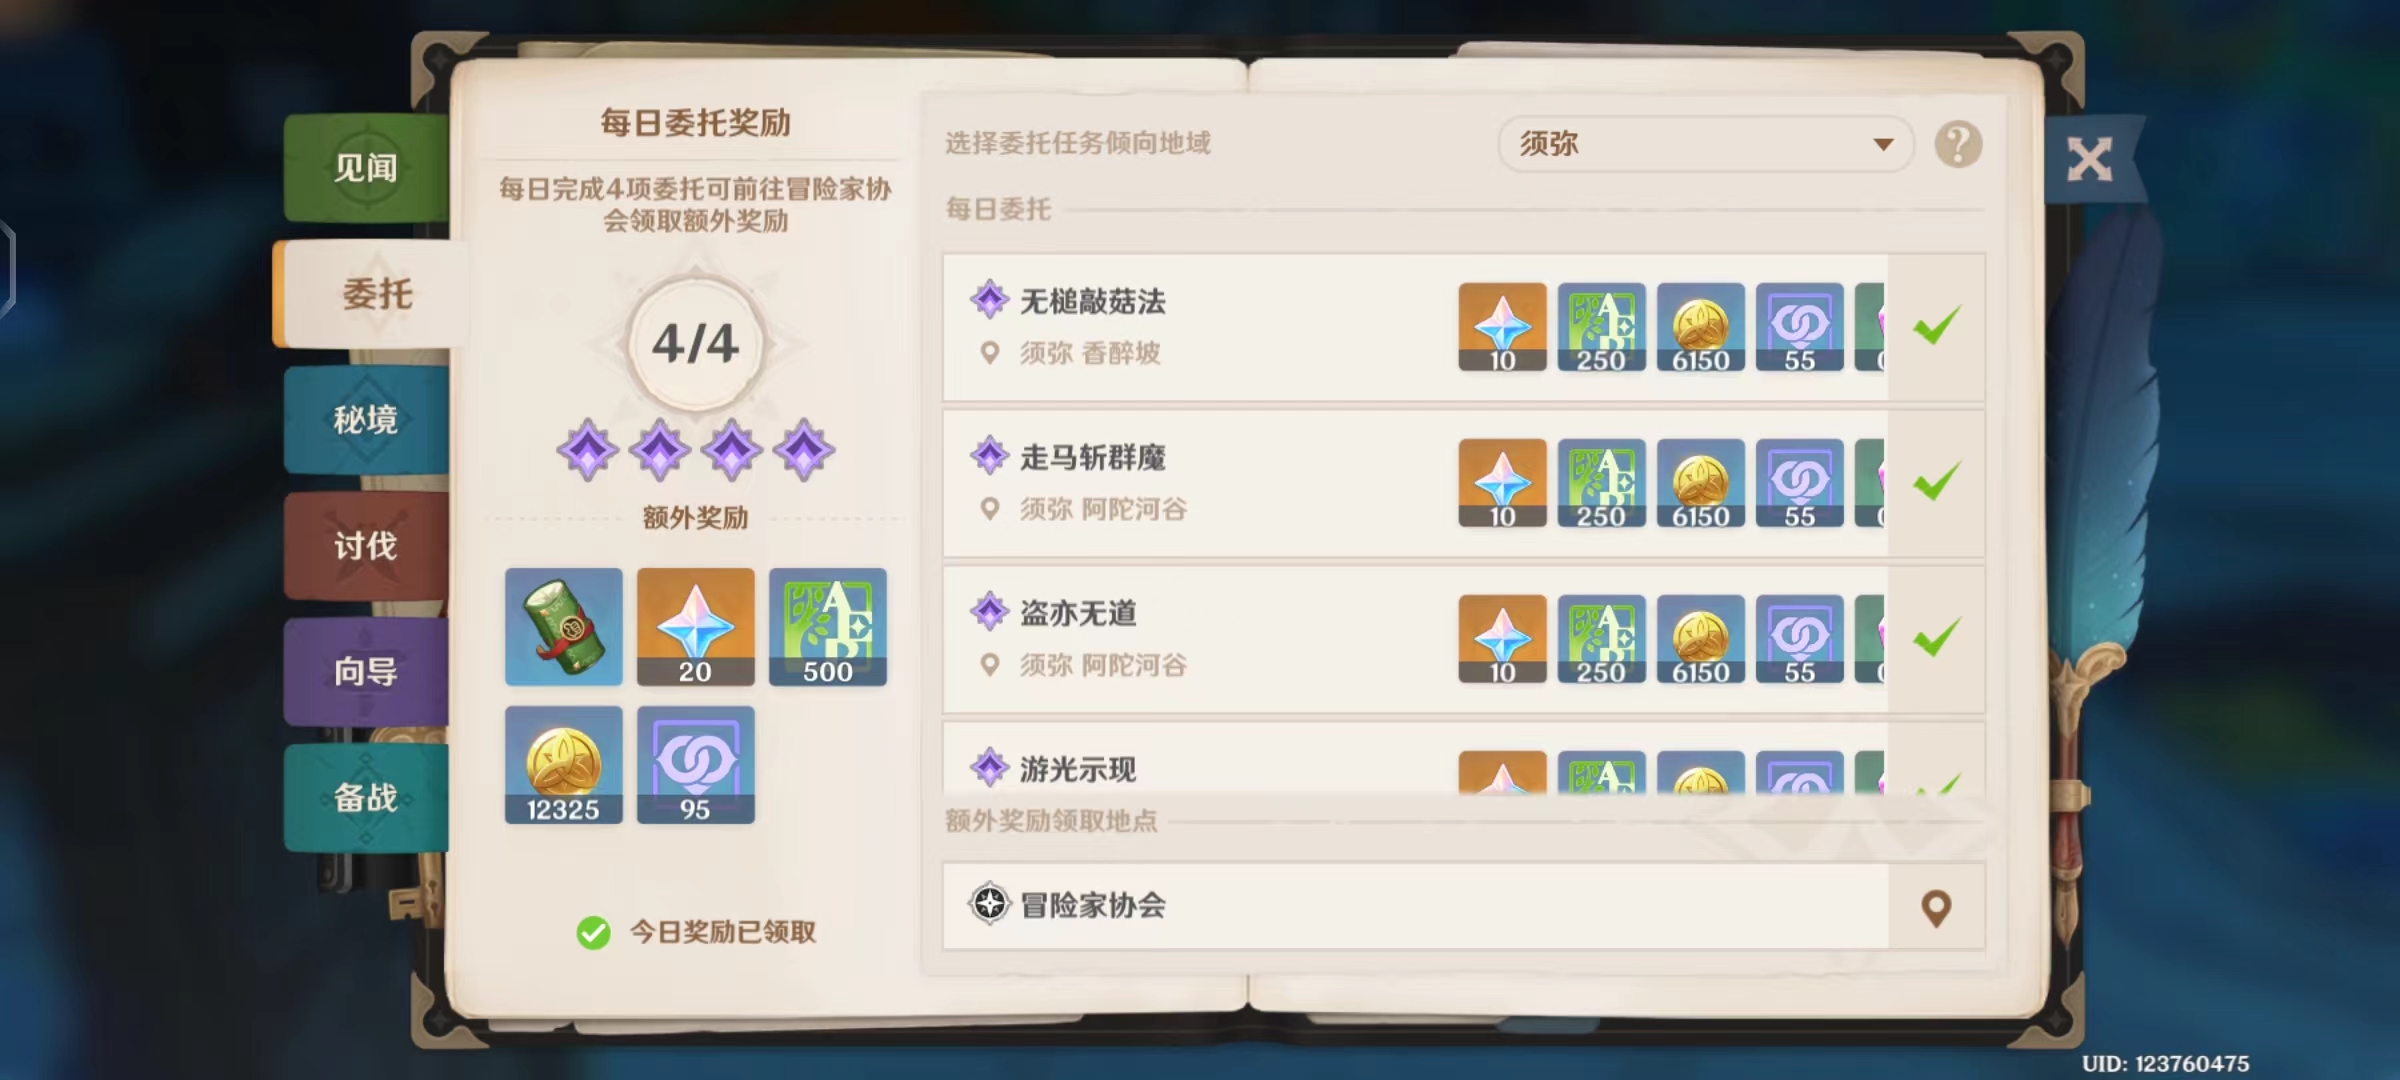 见闻
委托
秘境
讨伐
向导
备战
每日委托奖励
每日完成4项委托可前往冒险家协
会领取额外奖励
4/4
额外奖励
20
500
12325
95
今日奖励已领取
选择委托任务倾向地域
须弥
?
每日委托
无槌敲菇法
须弥 香醉坡
10
250
6150
55
走马斩群魔
须弥 阿陀河谷
10
250
6150
55
盗亦无道
须弥 阿陀河谷
10
250
6150
55
游光示现
额外奖励领取地点
冒险家协会
UID: 123760475